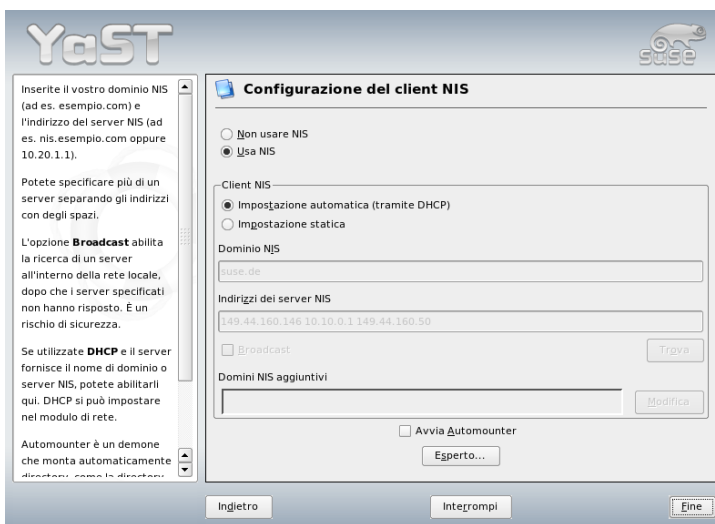 YaST
SUSE
Inserite il vostro dominio NIS
(ad es. esempio.com) e
l'indirizzo del server NIS (ad
es. nis.esempio.com oppure
10.20.1.1).
Potete specificare più di un
server separando gli indirizzi
con degli spazi.
L'opzione Broadcast abilita
la ricerca di un server
all'interno della rete locale,
dopo che i server specificati
non hanno risposto. È un
rischio di sicurezza.
Se utilizzate DHCP e il server
fornisce il nome di dominio o
server NIS, potete abilitarli
qui. DHCP si può impostare
nel modulo di rete.
Automounter è un demone
che monta automaticamente
directory, come la directory
Configurazione del client NIS
Non usare NIS
Usa NIS
Client NIS
Impostazione automatica (tramite DHCP)
Impostazione statica
Dominio NIS
suse.de
Indirizzi dei server NIS
149.44.160.146 10.10.0.1 149.44.160.50
Broadcast
Trova
Domini NIS aggiuntivi
Modifica
Avvia Automounter
Esperto...
Indietro
Interrompi
Fine